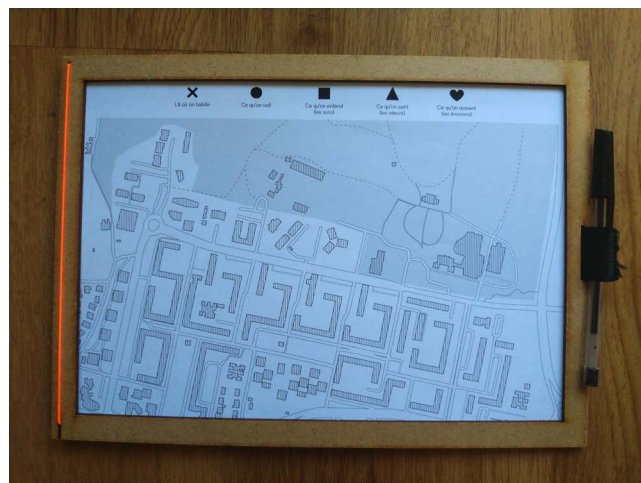 Là où on habite
Ce qu'on voit
Ce qu'on entend
(les sons)
Ce qu'on sent
(les odeurs)
Ce qu'on ressent
(les émotions)